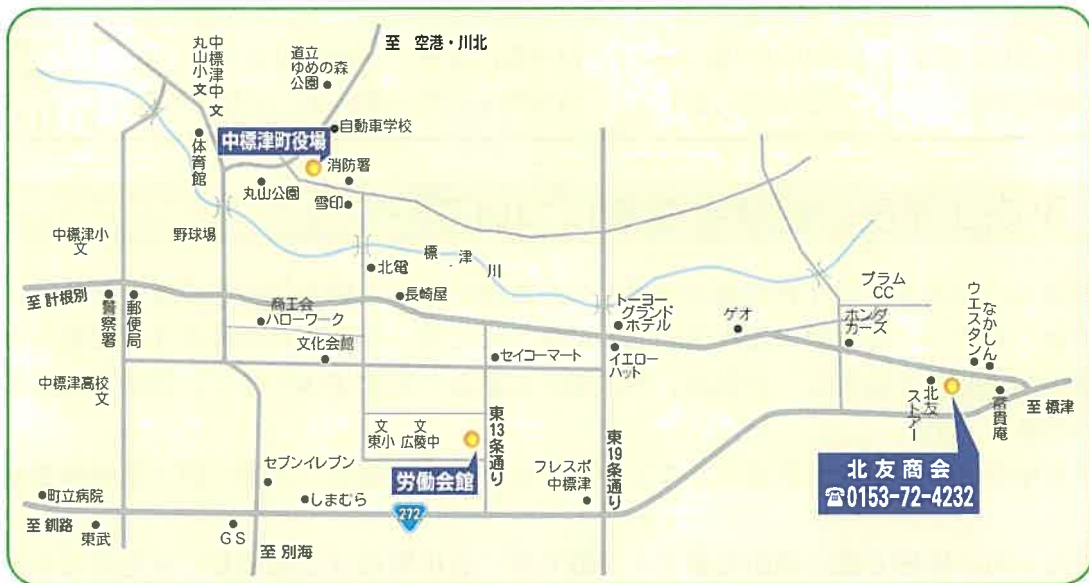 至 空港・川北
中標津中 文
丸山小 文
道立
ゆめの森
公園
自動車学校
中標津町役場
体育館
消防署
丸山公園
雪印
中標津小
文
野球場
北電
標津川
長崎屋
至 計根別
警察署
郵便局
商工会
ハローワーク
文化会館
セイコーマート
トーヨー
グランド
ホテル
イエロー
ハット
ゲオ
プラム
CC
ホンダ
カーズ
ウエスタン
なかしん
北友
ストアー
富貴庵
至 標津
中標津高校
文
文 文
東小 広陵中
東13条通り
東19条通り
労働会館
セブンイレブン
しまむら
フレスポ
中標津
北友商会
☎0153-72-4232
町立病院
272
至 釧路
東武
GS
至 別海